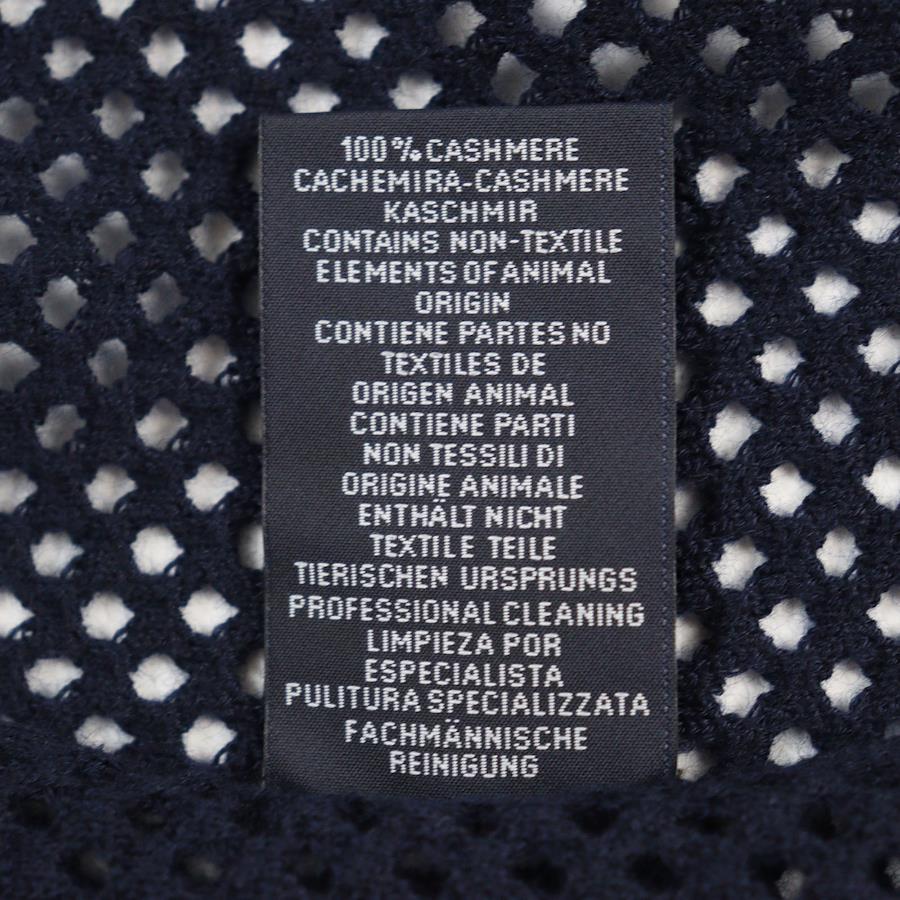 100% CASHMERE
CACHEMIRA-CASHMERE
KASCHMIR
CONTAINS NON-TEXTILE
ELEMENTS OF ANIMAL
ORIGIN
CONTIENE PARTES NO
TEXTILES DE
ORIGEN ANIMAL
CONTIENE PARTI
NON TESSILI DI
ORIGINE ANIMALE
ENTHÄLT NICHT
TEXTILE TEILE
TIERISCHEN URSPRUNGS
PROFESSIONAL CLEANING
LIMPIEZA POR
ESPECIALISTA
PULITURA SPECIALIZZATA
FACHMÄNNISCHE
REINIGUNG